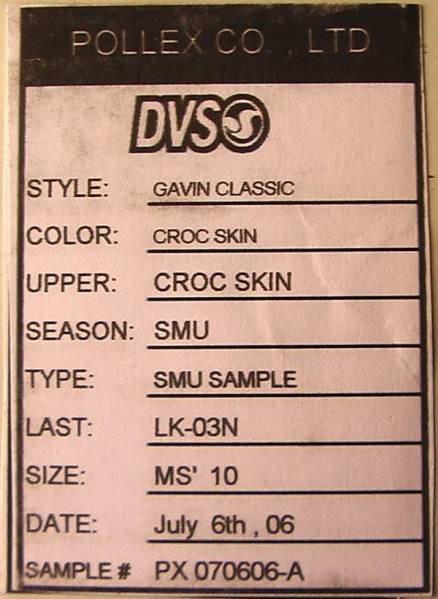 POLLEX CO. , LTD
DVS
STYLE: GAVIN CLASSIC
COLOR: CROC SKIN
UPPER: CROC SKIN
SEASON: SMU
TYPE: SMU SAMPLE
LAST: LK-03N
SIZE: MS' 10
DATE: July 6th , 06
SAMPLE # PX 070606-A